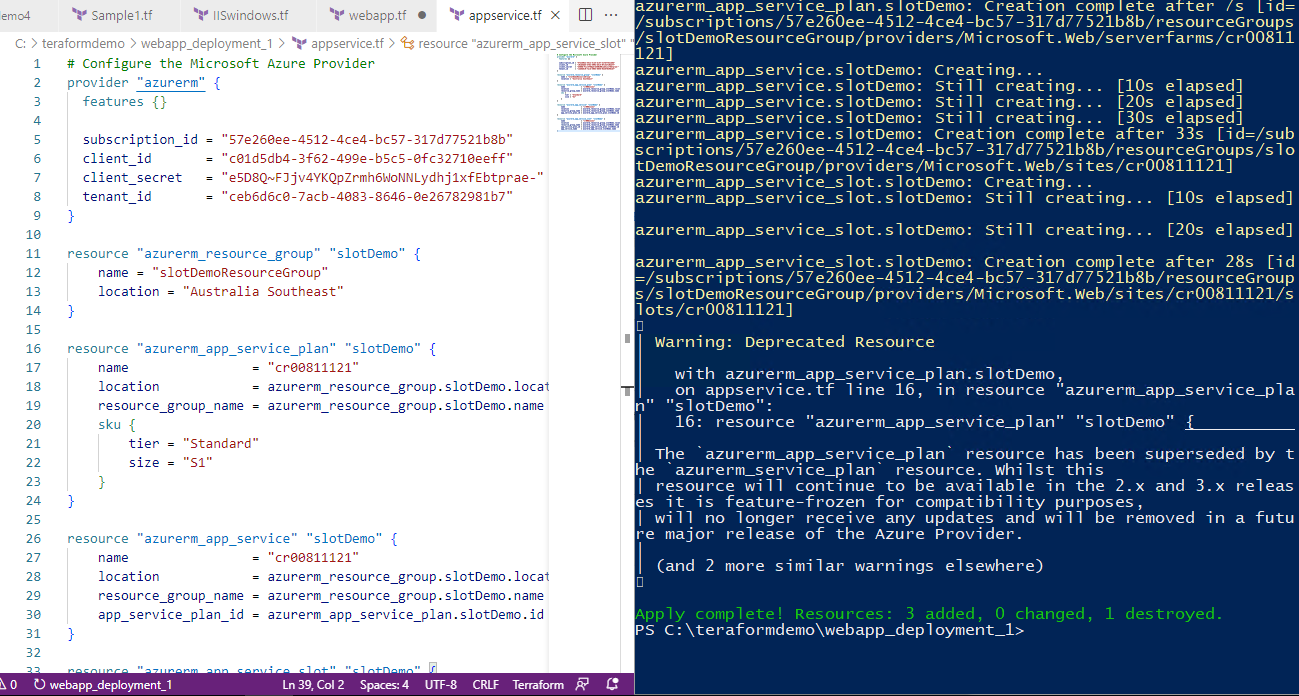 emo4
Sample1.tf
IISwindows.tf
webapp.tf
appservice.tf
C: > teraformdemo > webapp_deployment_1 > appservice.tf > resource "azurerm_app_service_slot" "
1 # Configure the Microsoft Azure Provider
2 provider "azurerm" {
3 features {}
4
5 subscription_id = "57e260ee-4512-4ce4-bc57-317d77521b8b"
6 client_id = "c01d5db4-3f62-499e-b5c5-0fc32710eeff"
7 client_secret = "e5D8Q~FJjv4YKQpZrmh6WoNNLydhj1xfEbtprae-"
8 tenant_id = "ceb6d6c0-7acb-4083-8646-0e26782981b7"
9 }
10
11 resource "azurerm_resource_group" "slotDemo" {
12 name = "slotDemoResourceGroup"
13 location = "Australia Southeast"
14 }
15
16 resource "azurerm_app_service_plan" "slotDemo" {
17 name = "cr00811121"
18 location = azurerm_resource_group.slotDemo.locat
19 resource_group_name = azurerm_resource_group.slotDemo.name
20 sku {
21 tier = "Standard"
22 size = "S1"
23 }
24 }
25
26 resource "azurerm_app_service" "slotDemo" {
27 name = "cr00811121"
28 location = azurerm_resource_group.slotDemo.locat
29 resource_group_name = azurerm_resource_group.slotDemo.name
30 app_service_plan_id = azurerm_app_service_plan.slotDemo.id
31 }
32
33 resource "azurerm_app_service_slot" "slotDemo" {
0 webapp_deployment_1 Ln 39, Col 2 Spaces: 4 UTF-8 CRLF Terraform
azurerm_app_service_plan.slotDemo: Creation complete after 7s [id=
/subscriptions/57e260ee-4512-4ce4-bc57-317d77521b8b/resourceGroups
/slotDemoResourceGroup/providers/Microsoft.Web/serverfarms/cr00811
121]
azurerm_app_service.slotDemo: Creating...
azurerm_app_service.slotDemo: Still creating... [10s elapsed]
azurerm_app_service.slotDemo: Still creating... [20s elapsed]
azurerm_app_service.slotDemo: Still creating... [30s elapsed]
azurerm_app_service.slotDemo: Creation complete after 33s [id=/sub
scriptions/57e260ee-4512-4ce4-bc57-317d77521b8b/resourceGroups/slo
tDemoResourceGroup/providers/Microsoft.Web/sites/cr00811121]
azurerm_app_service_slot.slotDemo: Creating...
azurerm_app_service_slot.slotDemo: Still creating... [10s elapsed]
azurerm_app_service_slot.slotDemo: Still creating... [20s elapsed]
azurerm_app_service_slot.slotDemo: Creation complete after 28s [id
=/subscriptions/57e260ee-4512-4ce4-bc57-317d77521b8b/resourceGroup
s/slotDemoResourceGroup/providers/Microsoft.Web/sites/cr00811121/s
lots/cr00811121]
Warning: Deprecated Resource
with azurerm_app_service_plan.slotDemo,
on appservice.tf line 16, in resource "azurerm_app_service_pla
n" "slotDemo":
16: resource "azurerm_app_service_plan" "slotDemo" {
The `azurerm_app_service_plan` resource has been superseded by t
he `azurerm_service_plan` resource. Whilst this
resource will continue to be available in the 2.x and 3.x releas
es it is feature-frozen for compatibility purposes,
will no longer receive any updates and will be removed in a futu
re major release of the Azure Provider.
(and 2 more similar warnings elsewhere)
Apply complete! Resources: 3 added, 0 changed, 1 destroyed.
PS C:\teraformdemo\webapp_deployment_1>